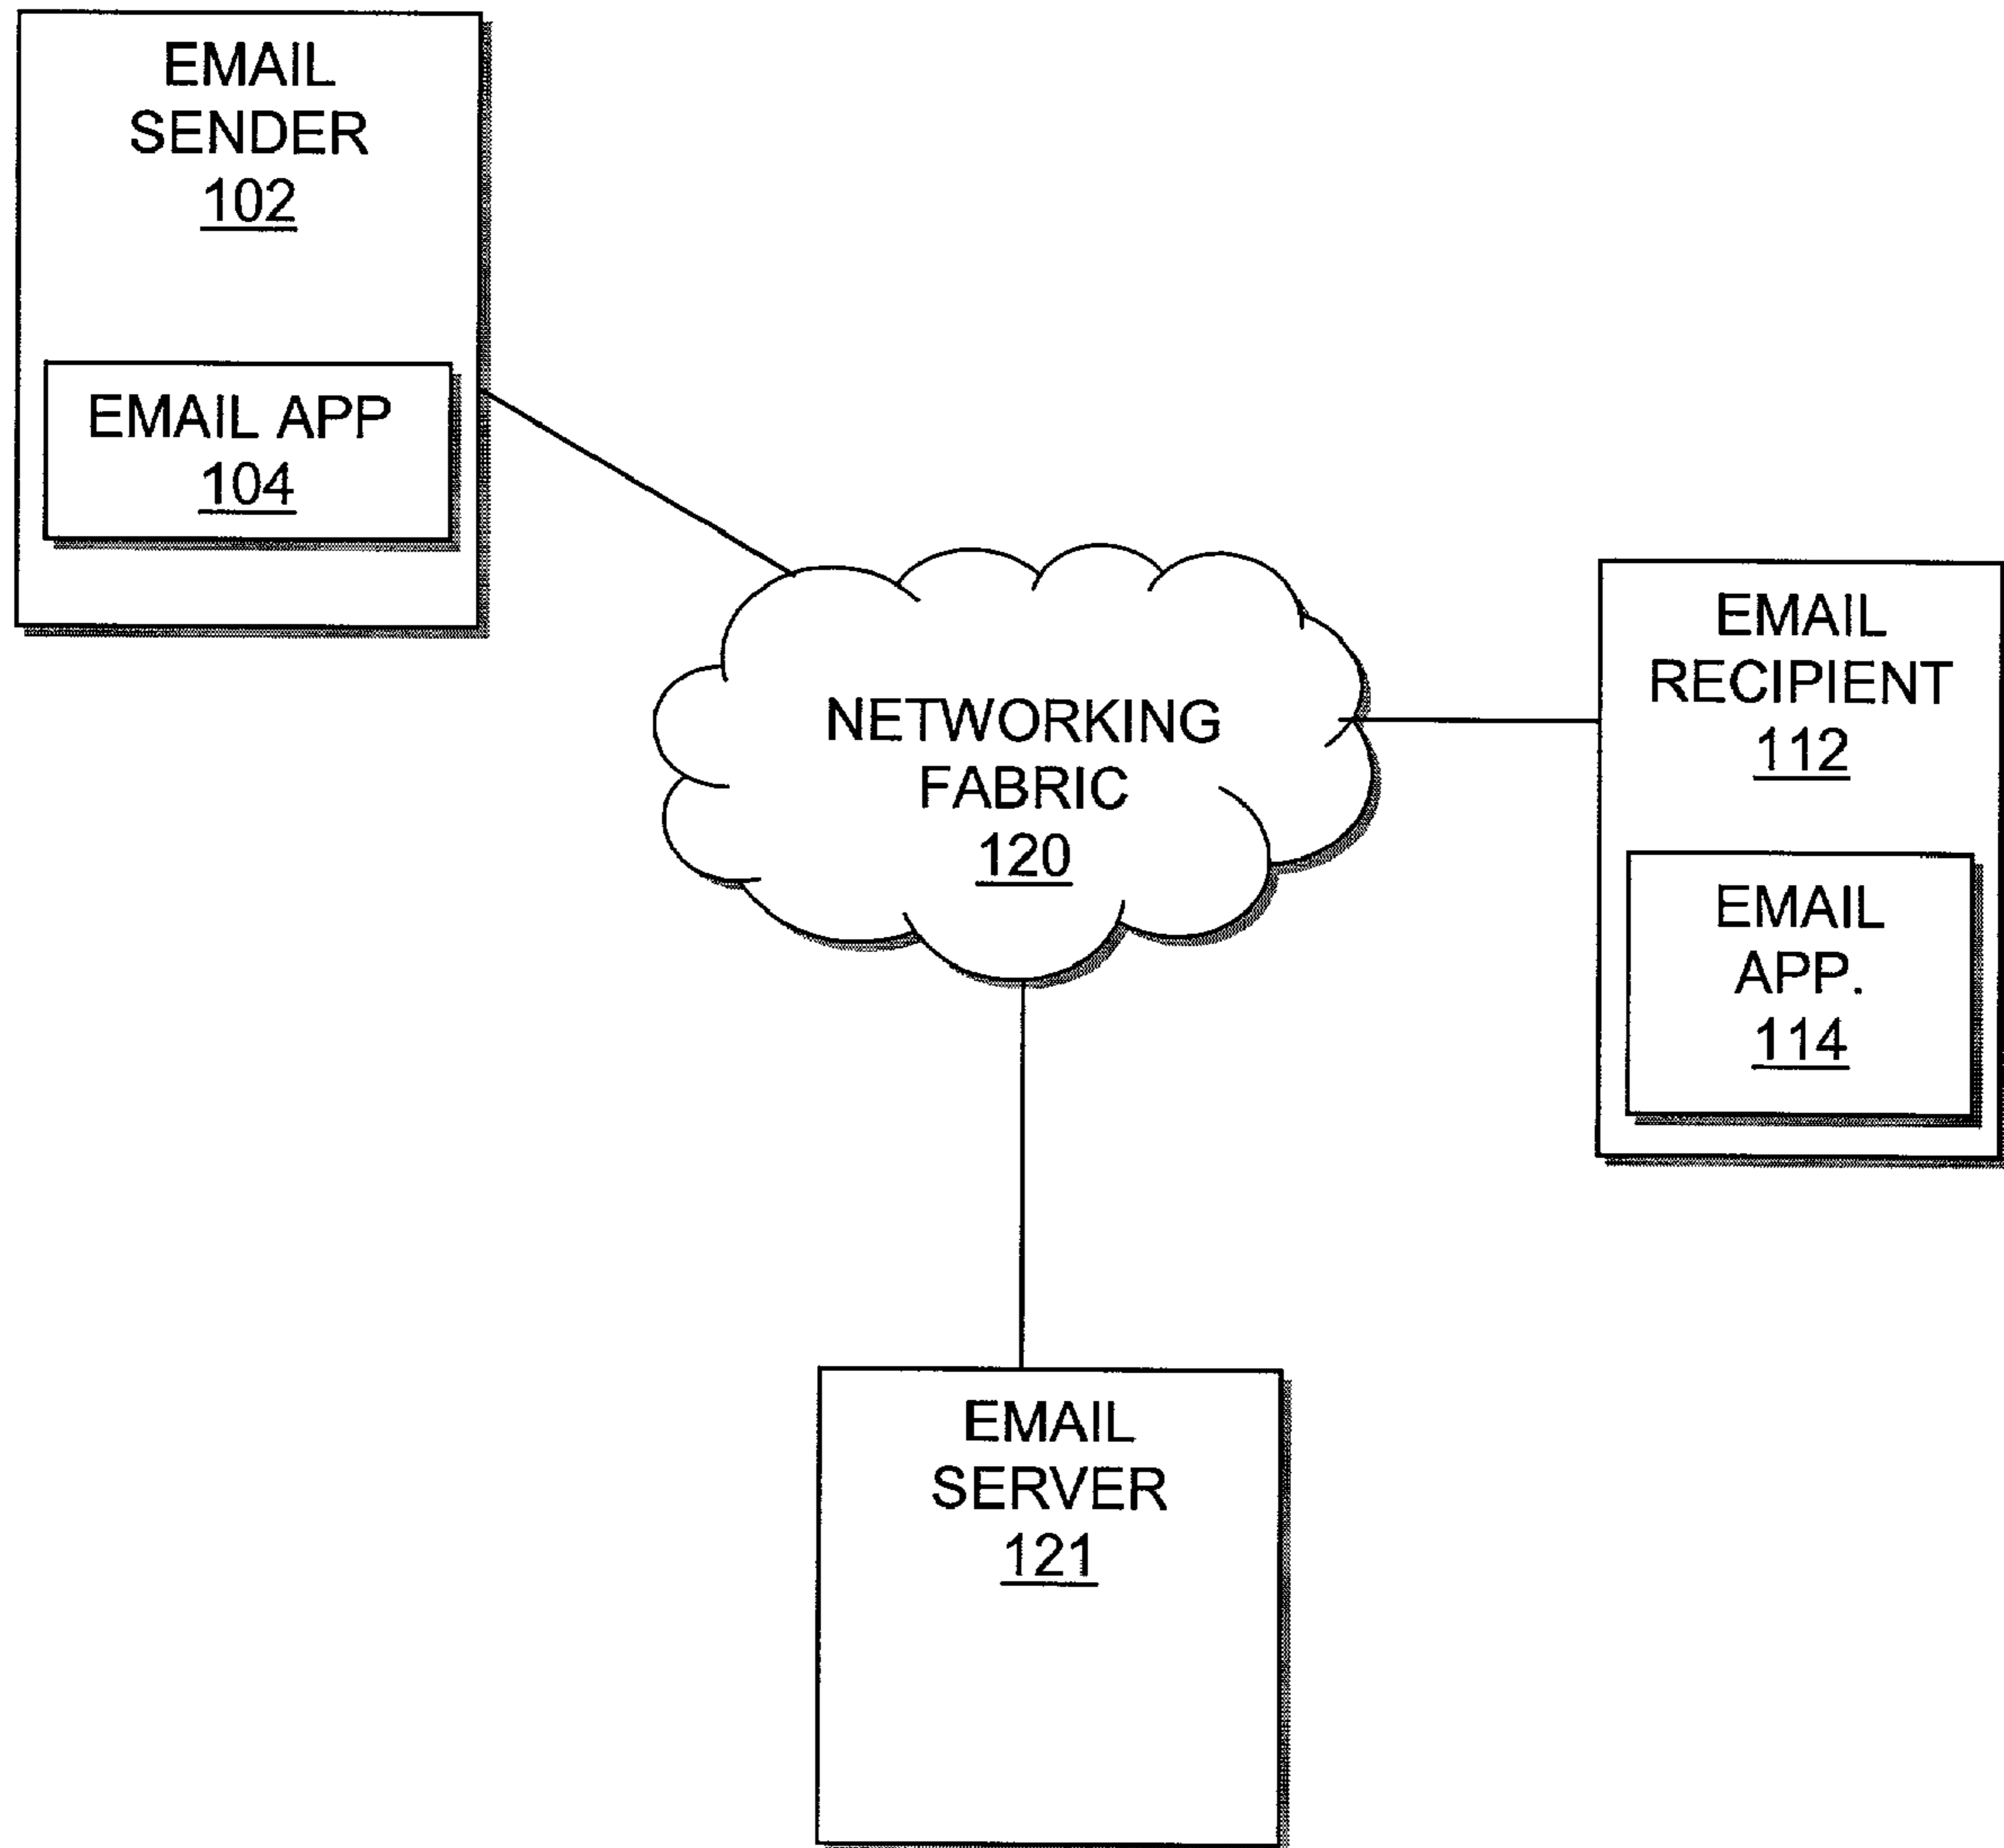 EMAIL
SENDER
102
EMAIL APP
104
NETWORKING
FABRIC
120
EMAIL
RECIPIENT
112
EMAIL
APP.
114
EMAIL
SERVER
121